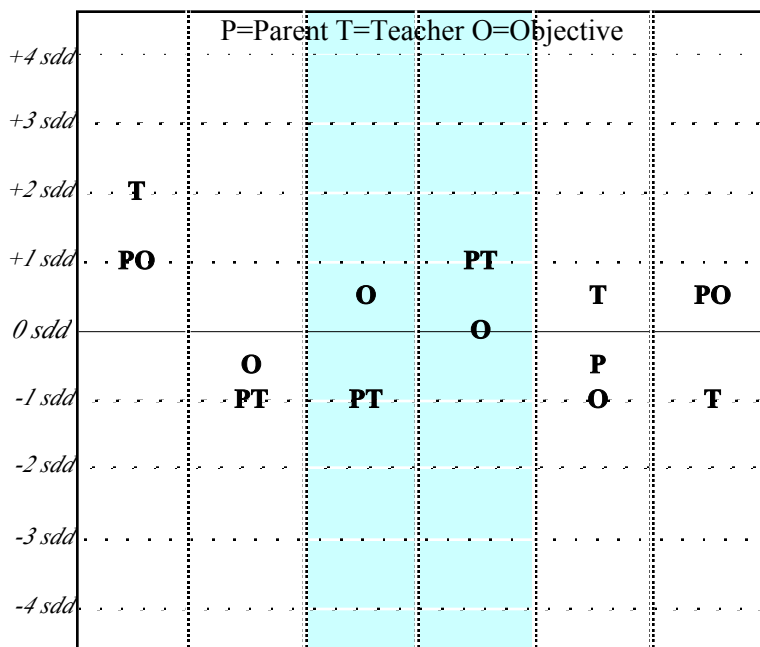 P=Parent T=Teacher O=Objective
+4 sdd
+3 sdd
+2 sdd T
+1 sdd PO PT
O T PO
0 sdd O
O P
-1 sdd PT PT O T
-2 sdd
-3 sdd
-4 sdd